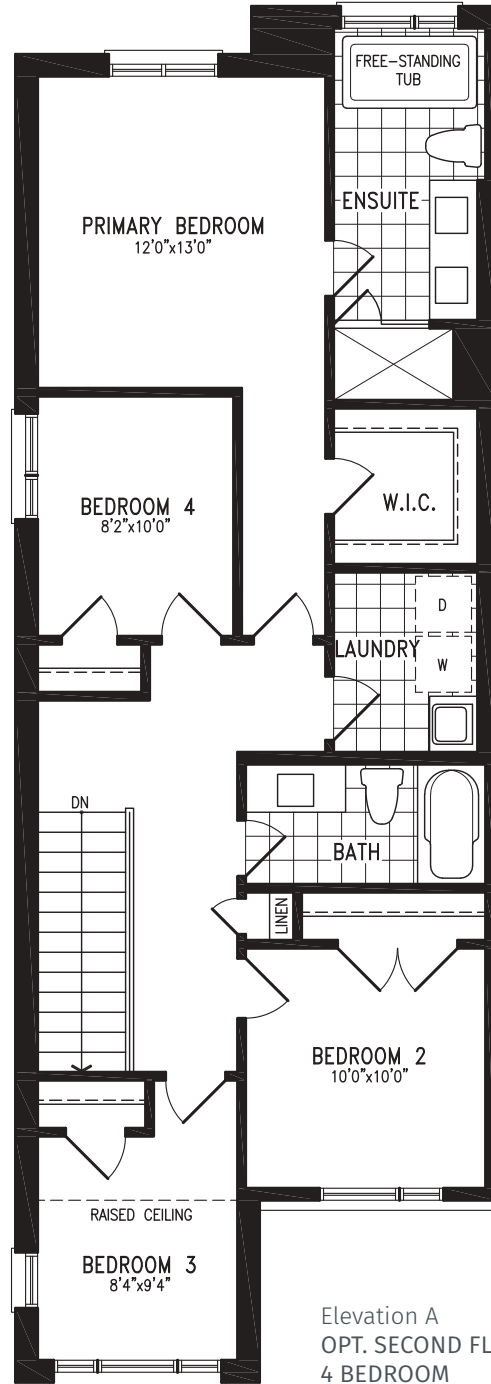 FREE-STANDING
TUB
ENSUITE
PRIMARY BEDROOM
12'0"x13'0"
BEDROOM 4
8'2"x10'0"
W.I.C.
D
LAUNDRY
W
DN
BATH
LINEN
BEDROOM 2
10'0"x10'0"
RAISED CEILING
BEDROOM 3
8'4"x9'4"
Elevation A
OPT. SECOND FL
4 BEDROOM